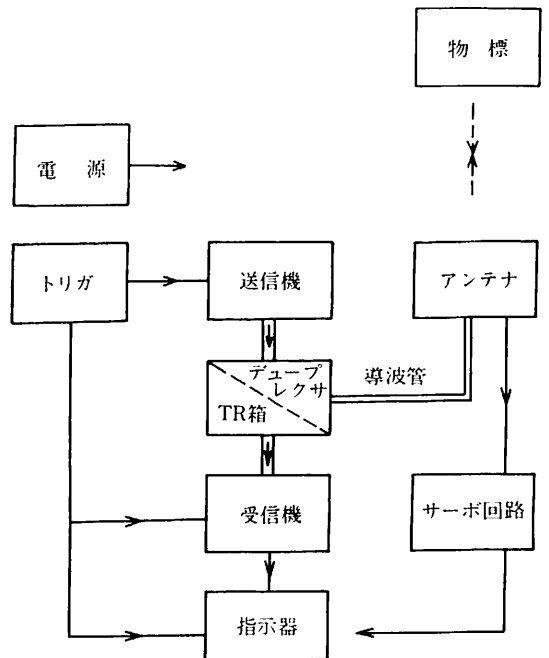 物標
電源
トリガ
送信機
アンテナ
デュープ
レクサ
TR箱
導波管
受信機
サーボ回路
指示器